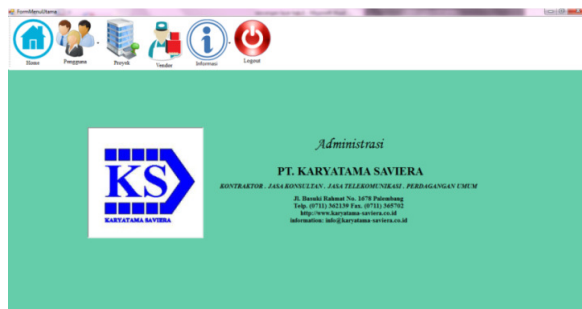 FormMenuUtama
Home Pengguna Proyek Vendor Informasi Logout
Administrasi
PT. KARYATAMA SAVIERA
KONTRAKTOR . JASA KONSULTAN . JASA TELEKOMUNIKASI . PERDAGANGAN UMUM
Jl. Basuki Rahmat No. 1678 Palembang
Telp. (0711) 362139 Fax. (0711) 365702
http://www.karyatama-saviera.co.id
information: info@karyatama-saviera.co.id
KS
KARYATAMA SAVIERA